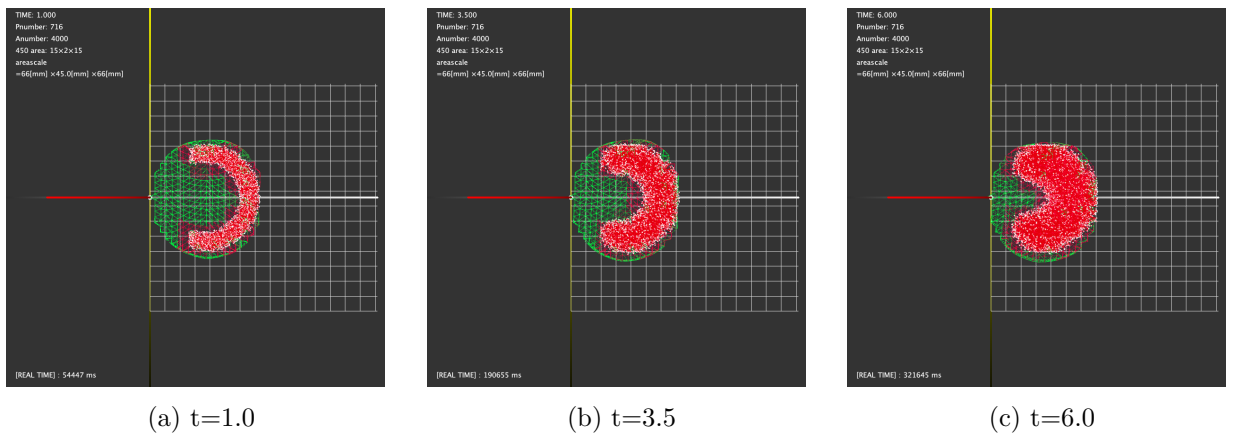 TIME: 1.000
Pnumber: 716
Anumber: 4000
450 area: 15×2×15
areascale
=66[mm] ×45.0[mm] ×66[mm]
[REAL TIME] : 54447 ms
(a) t=1.0
TIME: 3.500
Pnumber: 716
Anumber: 4000
450 area: 15×2×15
areascale
=66[mm] ×45.0[mm] ×66[mm]
[REAL TIME] : 190655 ms
(b) t=3.5
TIME: 6.000
Pnumber: 716
Anumber: 4000
450 area: 15×2×15
areascale
=66[mm] ×45.0[mm] ×66[mm]
[REAL TIME] : 321645 ms
(c) t=6.0